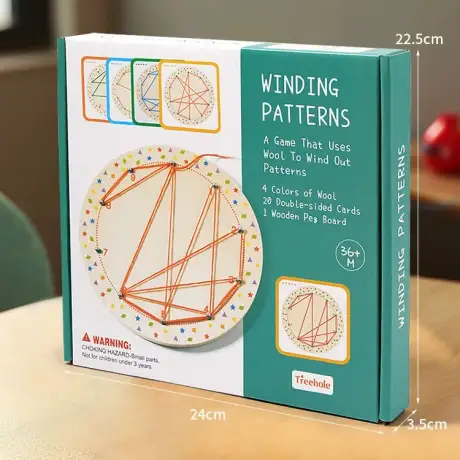 22.5cm
WINDING
PATTERNS
A Game That Uses
Wool To Wind Out
Patterns
4 Colors of Wool
20 Double-sided Cards
1 Wooden Peg Board
36+
M
WINDING PATTERNS
WARNING:
CHOKING HAZARD-Small parts.
Not for children under 3 years
Treehole
24cm
3.5cm